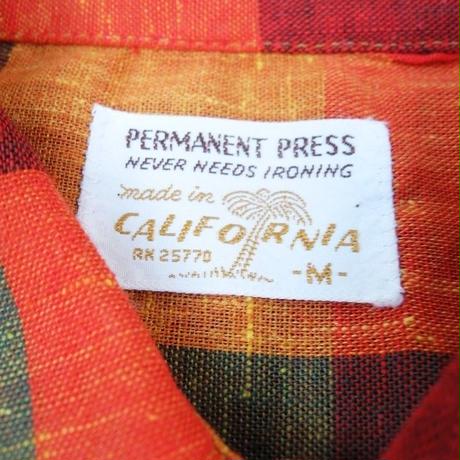 PERMANENT PRESS
NEVER NEEDS IRONING
made in
CALIFORNIA
RN 25770
-M-